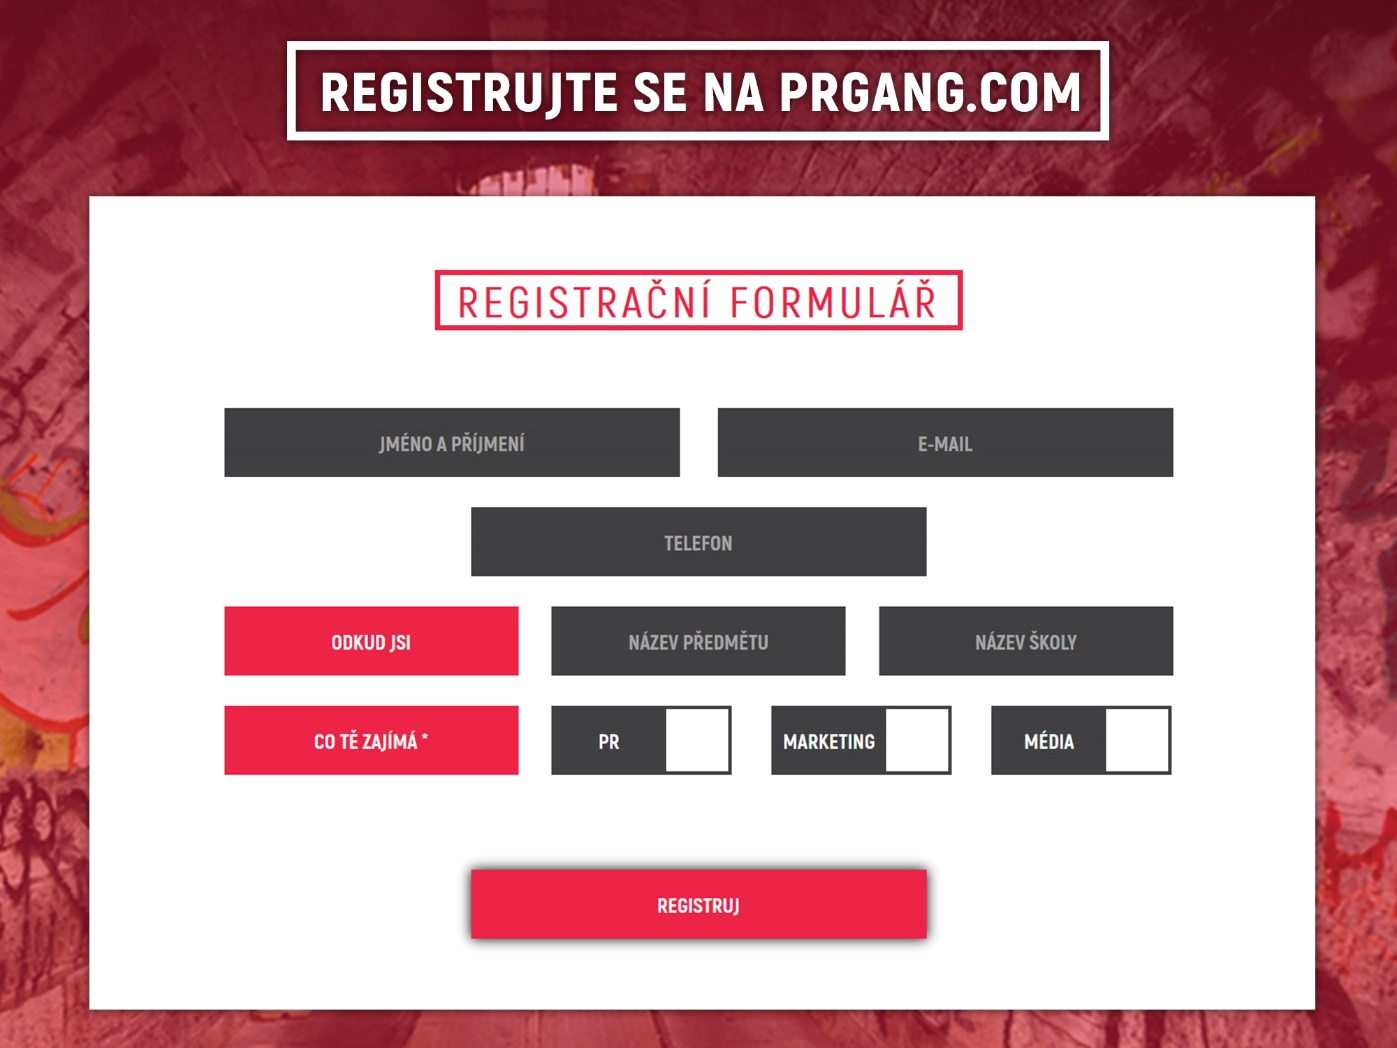 REGISTRUJTE SE NA PRGANG.COM
REGISTRAČNÍ FORMULÁŘ
JMÉNO A PŘÍJMENÍ
E-MAIL
TELEFON
ODKUD JSI
NÁZEV PŘEDMĚTU
NÁZEV ŠKOLY
CO TĚ ZAJÍMÁ *
PR
MARKETING
MÉDIA
REGISTRUJ